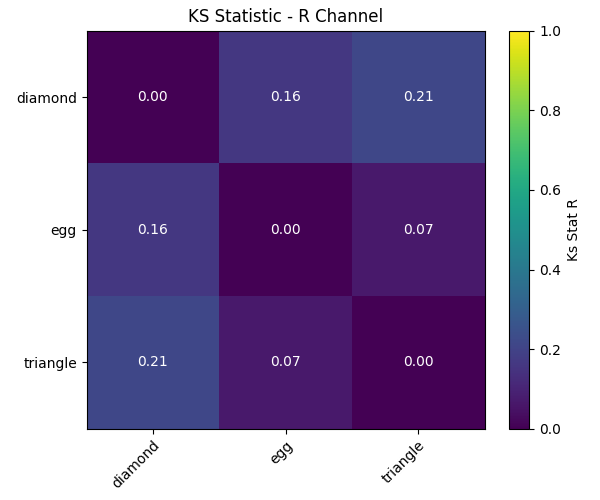 KS Statistic - R Channel
diamond 0.00 0.16 0.21
egg 0.16 0.00 0.07
triangle 0.21 0.07 0.00
diamond egg triangle
1.0
0.8
0.6
0.4
0.2
0.0
Ks Stat R